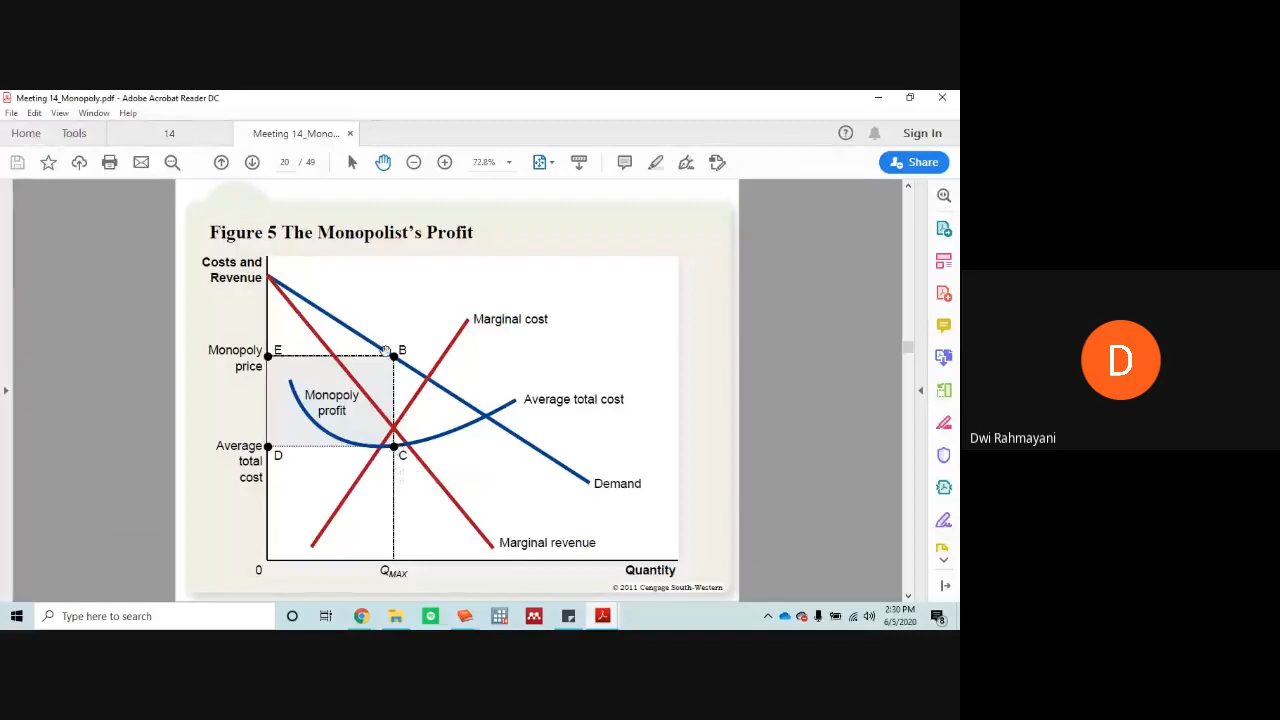 Meeting 14_Monopoly.pdf - Adobe Acrobat Reader DC
File Edit View Window Help
Home Tools 14 Meeting 14_Mono... × Sign In
20 / 49 72.8% Share
Figure 5 The Monopolist's Profit
Costs and
Revenue
Marginal cost
Monopoly
price
E
B
Monopoly
profit
Average total cost
Average
total
cost
D
C
Demand
Marginal revenue
0
QMAX
Quantity
© 2011 Cengage South-Western
Type here to search
2:30 PM
6/5/2020
8
D
Dwi Rahmayani